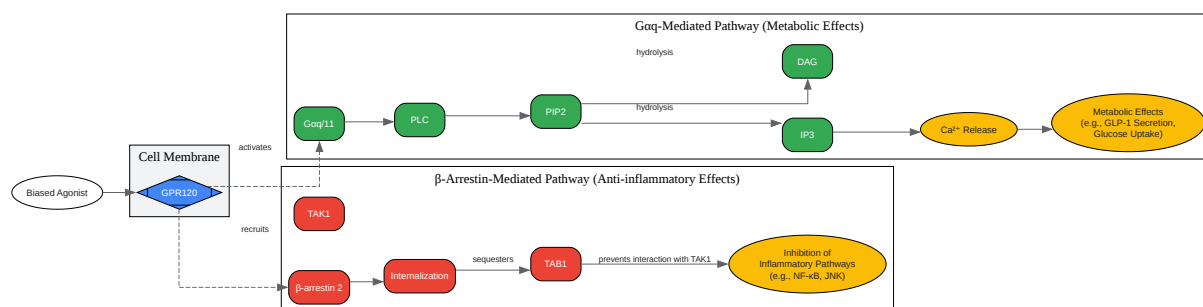 Gαq-Mediated Pathway (Metabolic Effects)
hydrolysis
DAG
Gαq/11
PLC
PIP2
hydrolysis
IP3
Ca²⁺ Release
Metabolic Effects
(e.g., GLP-1 Secretion,
Glucose Uptake)
activates
Cell Membrane
Biased Agonist
GPR120
recruits
β-Arrestin-Mediated Pathway (Anti-inflammatory Effects)
TAK1
β-arrestin 2
Internalization
sequesters
TAB1
prevents interaction with TAK1
Inhibition of
Inflammatory Pathways
(e.g., NF-κB, JNK)